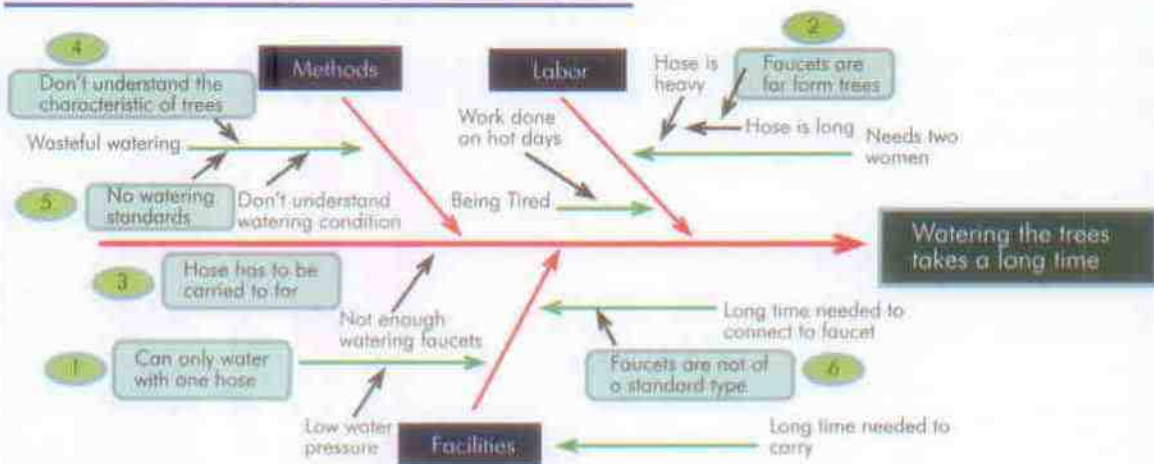 4
Don't understand the
characteristic of trees
Methods
Labor
Hose is
heavy
2
Faucets are
far form trees
Work done
on hot days
Hose is long
Wasteful watering
Needs two
women
5
No watering
standards
Don't understand
watering condition
Being Tired
Watering the trees
takes a long time
3
Hose has to be
carried to far
Not enough
watering faucets
Long time needed to
connect to faucet
1
Can only water
with one hose
Faucets are not of
a standard type
6
Low water
pressure
Facilities
Long time needed to
carry